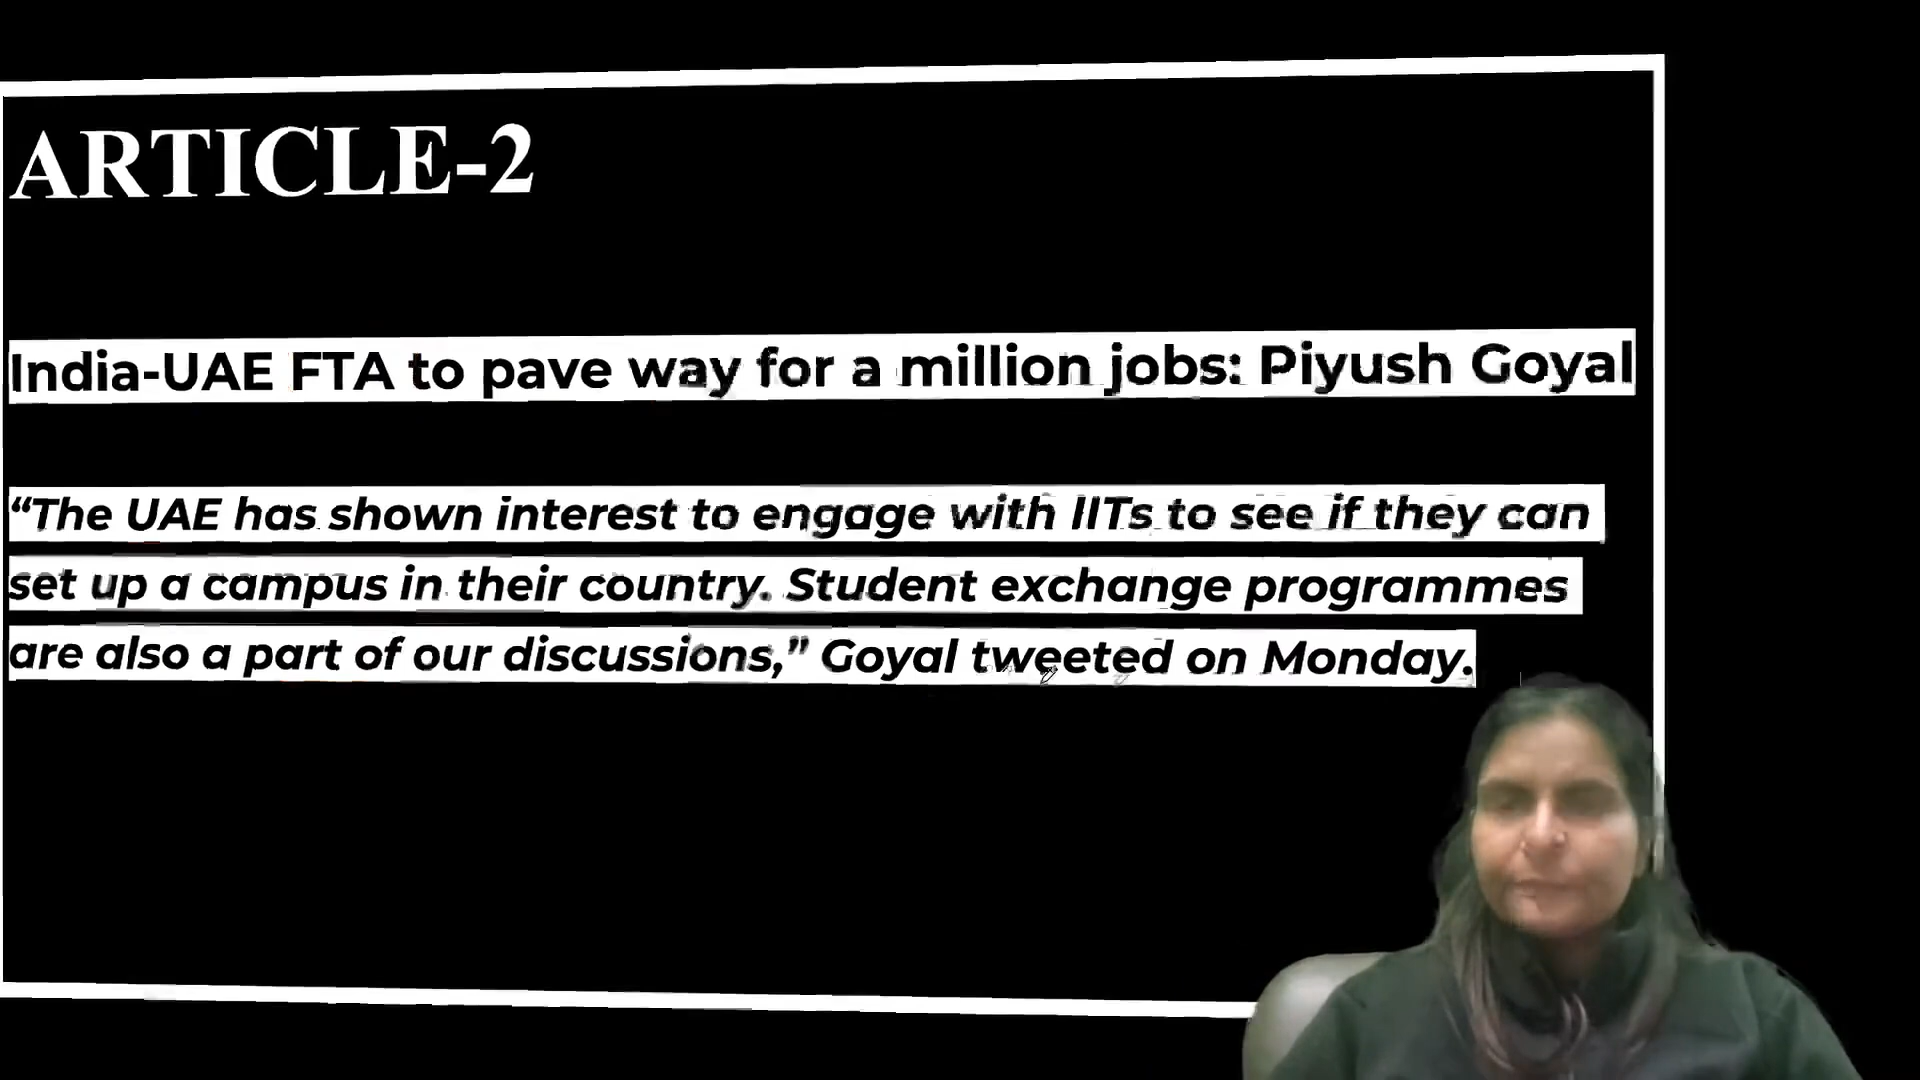 ARTICLE-2
India-UAE FTA to pave way for a million jobs: Piyush Goyal
“The UAE has shown interest to engage with IITs to see if they can
set up a campus in their country. Student exchange programmes
are also a part of our discussions,” Goyal tweeted on Monday.